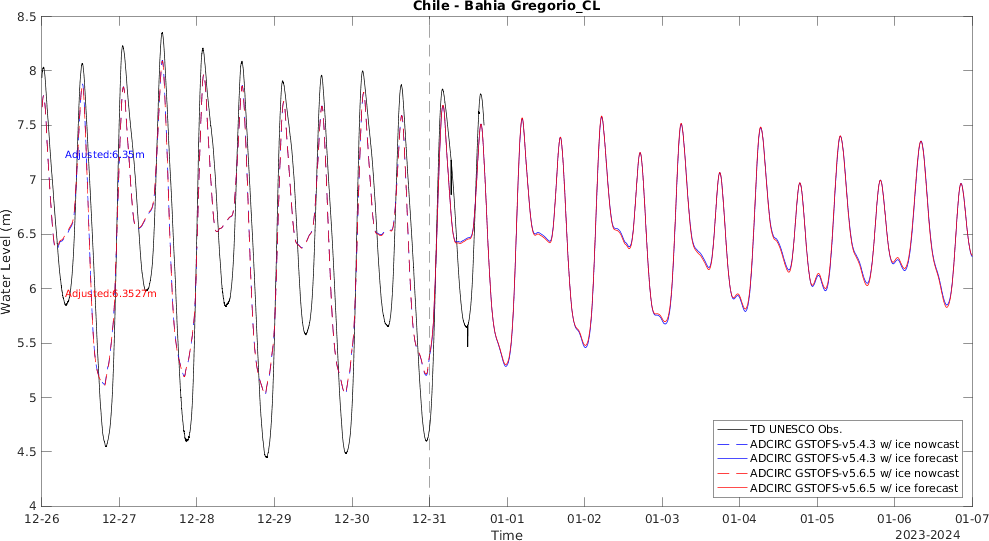 Chile - Bahia Gregorio_CL
8.5
8
7.5
7
6.5
6
5.5
5
4.5
4
Water Level (m)
Adjusted:6.35m
Adjusted:6.3527m
TD UNESCO Obs.
ADCIRC GSTOFS-v5.4.3 w/ ice nowcast
ADCIRC GSTOFS-v5.4.3 w/ ice forecast
ADCIRC GSTOFS-v5.6.5 w/ ice nowcast
ADCIRC GSTOFS-v5.6.5 w/ ice forecast
12-26 12-27 12-28 12-29 12-30 12-31 01-01 01-02 01-03 01-04 01-05 01-06 01-07
Time
2023-2024